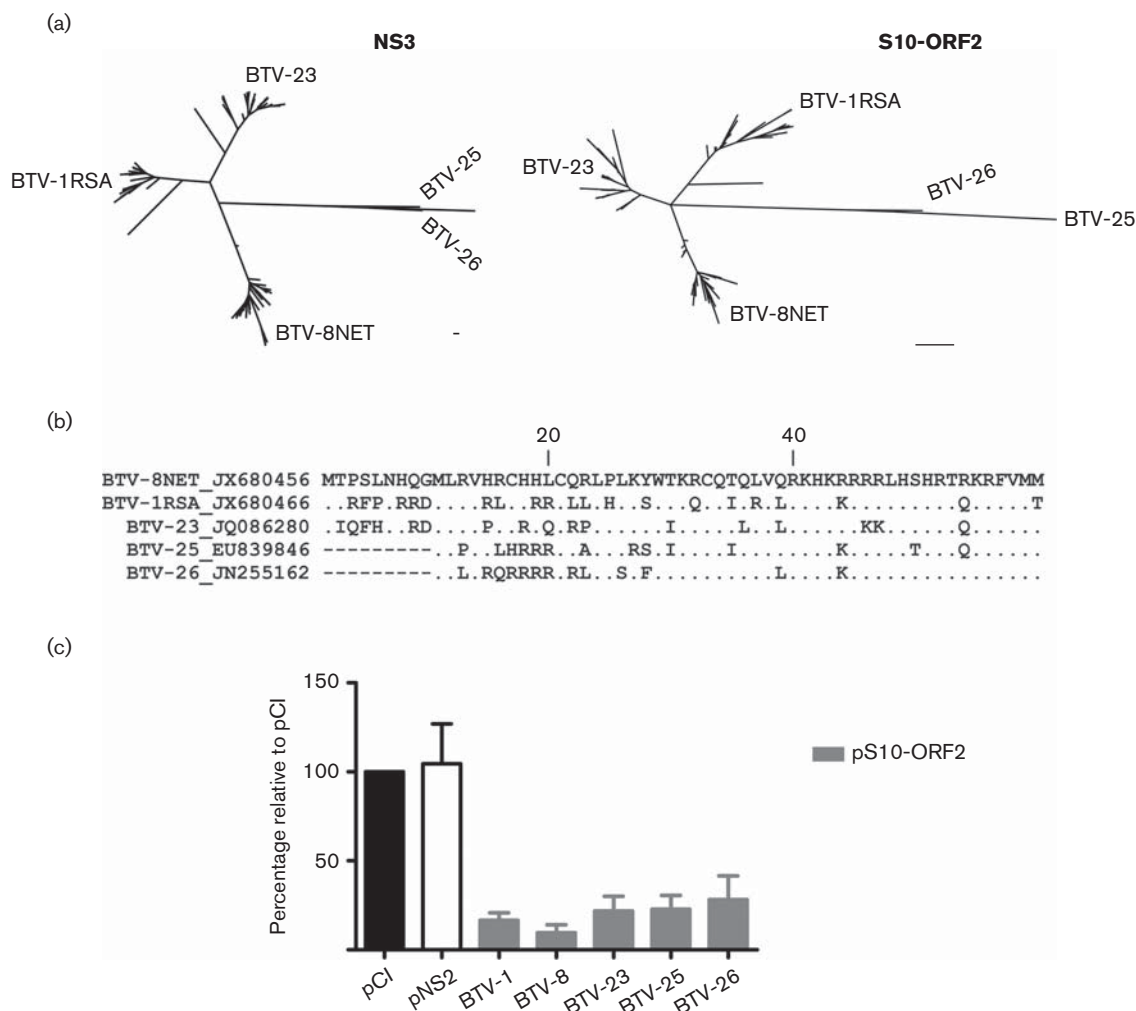 (a)
NS3
S10-ORF2
BTV-23
BTV-1RSA
BTV-25
BTV-26
BTV-8NET
BTV-1RSA
BTV-23
BTV-26
BTV-25
BTV-8NET
(b)
20 40
BTV-8NET_JX680456 MTPSLNHQGMLRVHRCHHLCQRLPLKYWTKRCQTQLVQRKHKRRRLHSHRTRKRFVMM
BTV-1RSA_JX680466 ..RFP.RRD....RL..RR.LL.H..S...Q..I.R.L....K.........Q.....T
BTV-23_JQ086280 .IQFH..RD....P..R.Q.RP......I.....Q..L......KK......Q......
BTV-25_EU839846 ---------..P..LHRRR..A...RS.I....I........K.....T...Q......
BTV-26_JN255162 ---------..L.RQRRRR.RL..S.F..........L....K................
(c)
150
100
50
Percentage relative to pCI
pCI
pNS2
BTV-1
BTV-8
BTV-23
BTV-25
BTV-26
pS10-ORF2